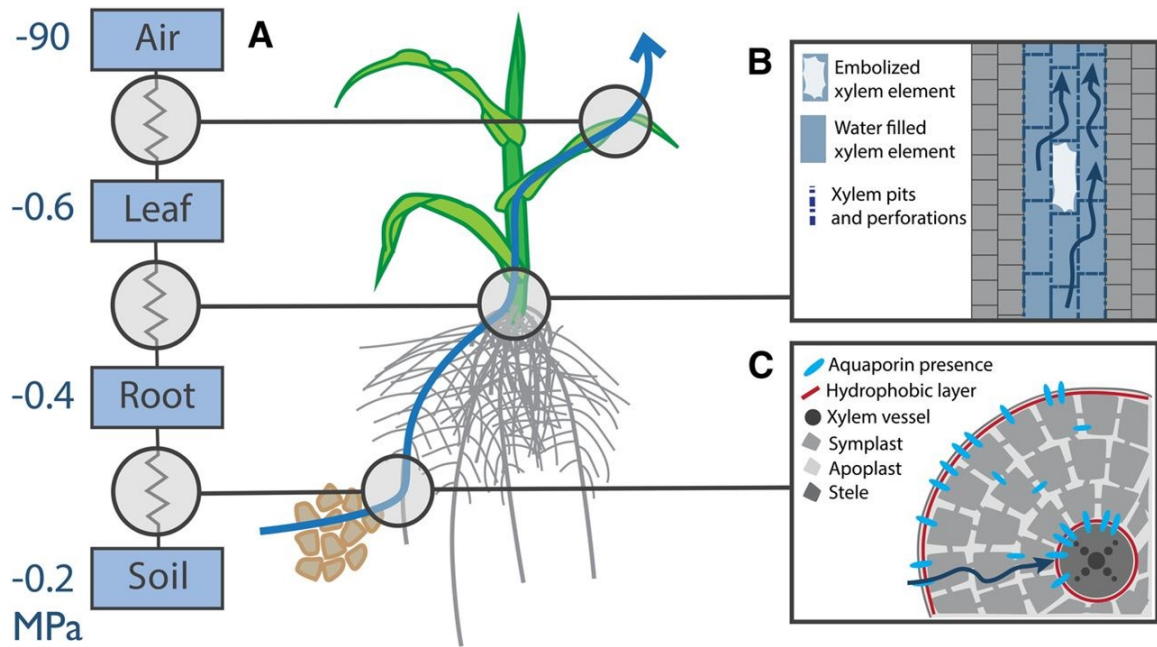 A
-90
Air
-0.6
Leaf
-0.4
Root
-0.2
Soil
MPa
B
Embolized
xylem element
Water filled
xylem element
Xylem pits
and perforations
C
Aquaporin presence
Hydrophobic layer
Xylem vessel
Symplast
Apoplast
Stele